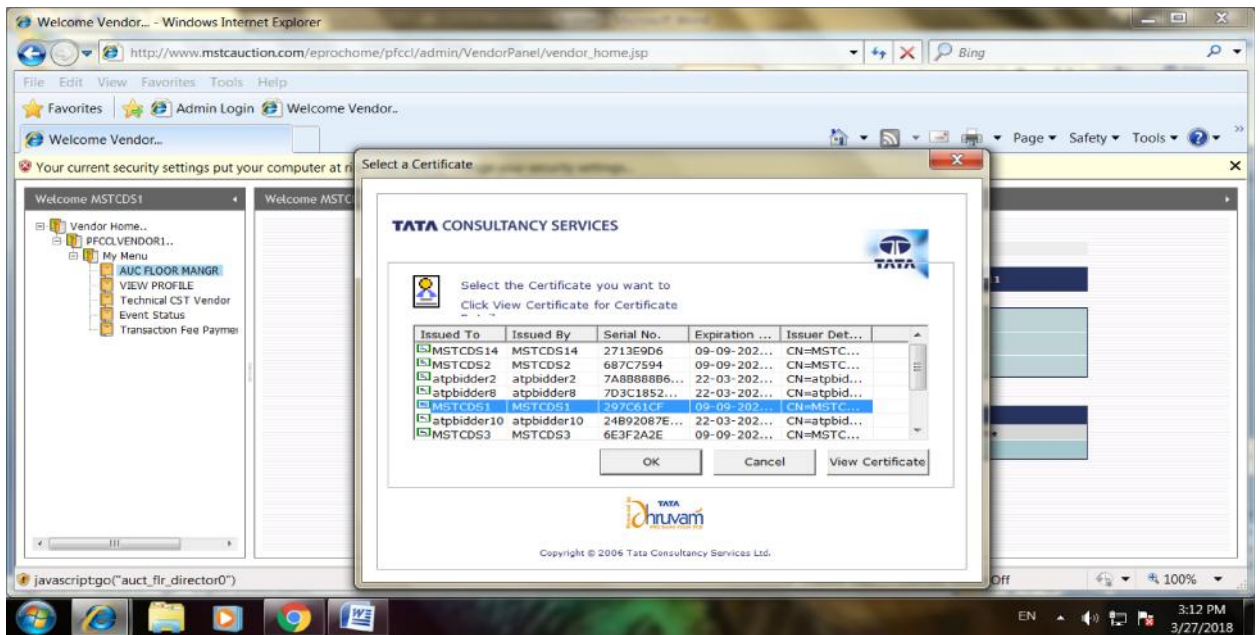 Welcome Vendor... - Windows Internet Explorer
http://www.mstcauction.com/eprochome/pfccl/admin/VendorPanel/vendor_home.jsp
Bing
File Edit View Favorites Tools Help
Favorites Admin Login Welcome Vendor..
Welcome Vendor... Page Safety Tools
Your current security settings put your computer at
Select a Certificate
Welcome MSTCDS1
Welcome MSTC
Vendor Home..
PFCCLVENDOR1..
My Menu
AUC FLOOR MANGR
VIEW PROFILE
Technical CST Vendor
Event Status
Transaction Fee Paymei
TATA CONSULTANCY SERVICES
TATA
Select the Certificate you want to
Click View Certificate for Certificate
Issued To Issued By Serial No. Expiration ... Issuer Det...
MSTCDS14 MSTCDS14 2713E9D6 09-09-202... CN=MSTC...
MSTCDS2 MSTCDS2 687C7594 09-09-202... CN=MSTC...
atpbidder2 atpbidder2 7A88888B6... 22-03-202... CN=atpbid...
atpbidder8 atpbidder8 7D3C1852... 22-03-202... CN=atpbid...
MSTCDS1 MSTCDS1 297C61CF 09-09-202... CN=MSTC...
atpbidder10 atpbidder10 24B92087E... 22-03-202... CN=atpbid...
MSTCDS3 MSTCDS3 6E3F2A2E 09-09-202... CN=MSTC...
OK Cancel View Certificate
TATA
Dhruvam
Copyright © 2006 Tata Consultancy Services Ltd.
javascript:go("auct_flr_director0")
Off
100%
EN
3:12 PM
3/27/2018